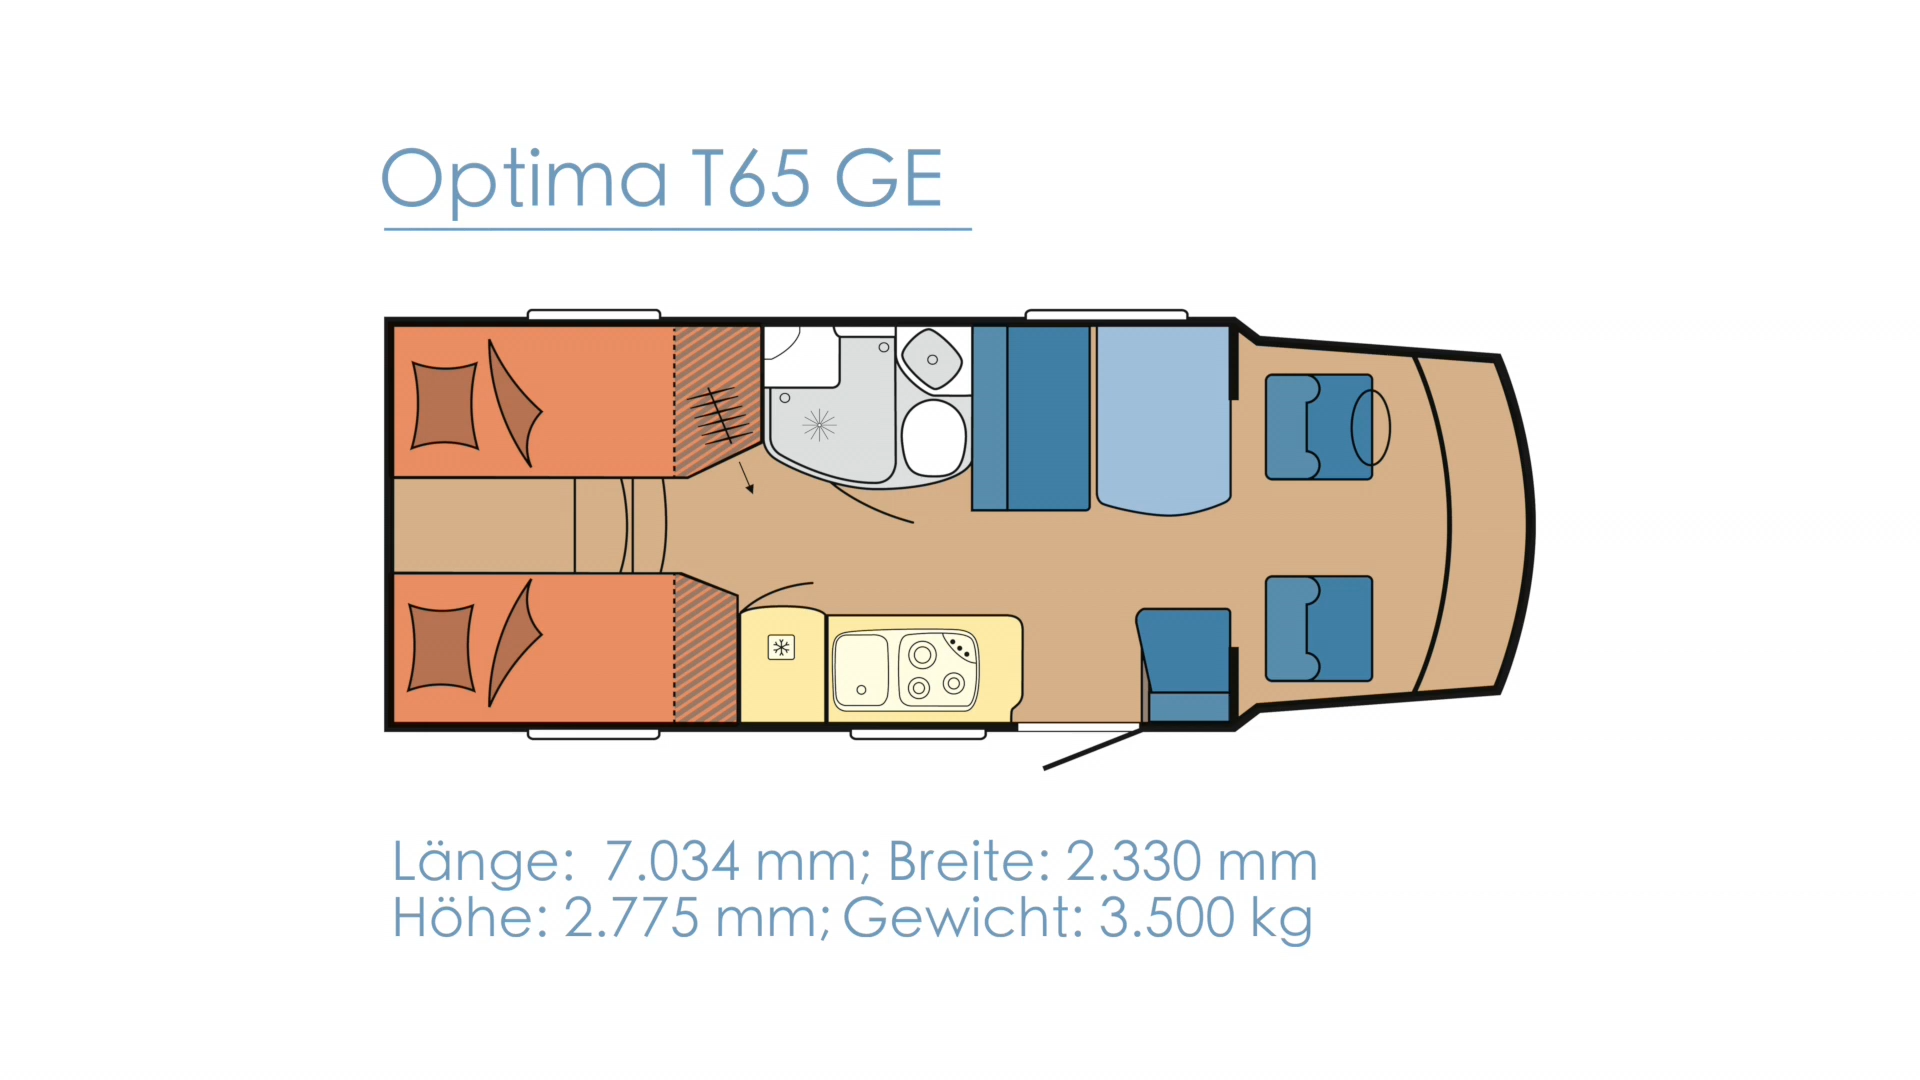 Optima T65 GE
Länge: 7.034 mm; Breite: 2.330 mm
Höhe: 2.775 mm; Gewicht: 3.500 kg